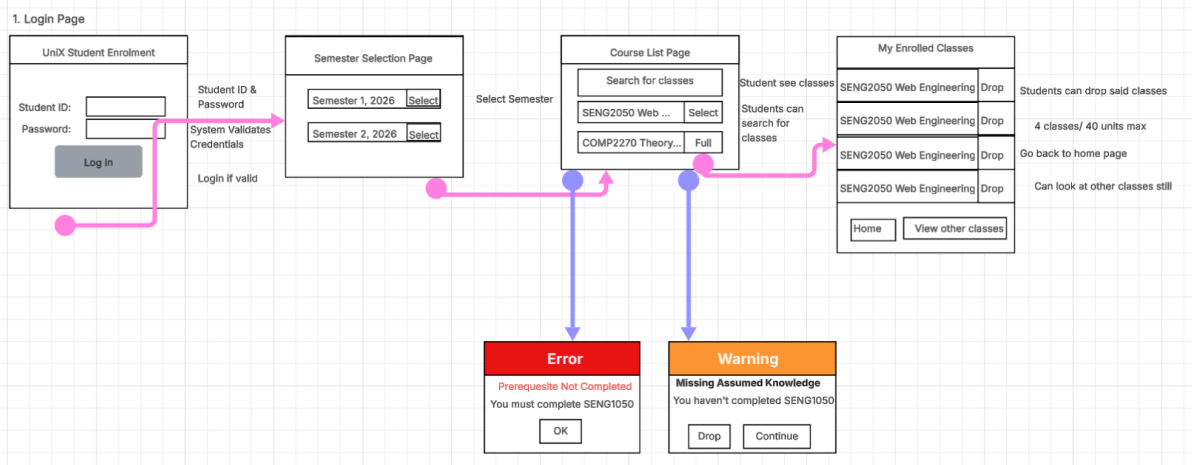 1. Login Page
UniX Student Enrolment
Student ID:
Password:
Log in
Student ID &
Password
System Validates
Credentials
Login if valid
Semester Selection Page
Semester 1, 2026 Select
Semester 2, 2026 Select
Select Semester
Course List Page
Search for classes
SENG2050 Web ... Select
COMP2270 Theory... Full
Student see classes
Students can
search for
classes
My Enrolled Classes
SENG2050 Web Engineering Drop
SENG2050 Web Engineering Drop
SENG2050 Web Engineering Drop
SENG2050 Web Engineering Drop
Home View other classes
Students can drop said classes
4 classes/ 40 units max
Go back to home page
Can look at other classes still
Error
Prerequesite Not Completed
You must complete SENG1050
OK
Warning
Missing Assumed Knowledge
You haven't completed SENG1050
Drop Continue